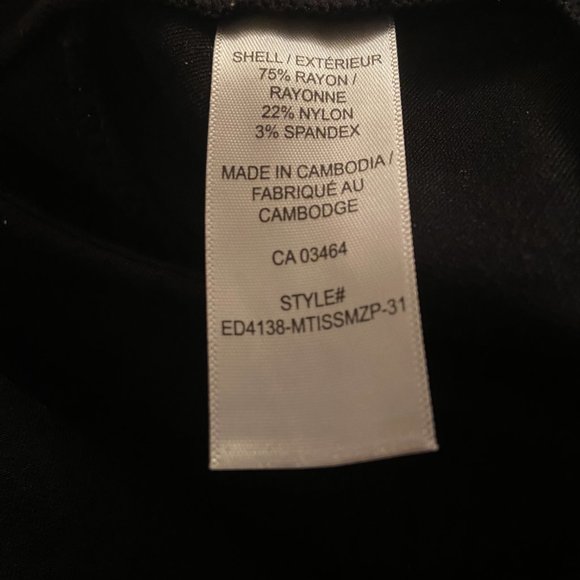 SHELL / EXTÉRIEUR
75% RAYON /
RAYONNE
22% NYLON
3% SPANDEX
MADE IN CAMBODIA /
FABRIQUÉ AU
CAMBODGE
CA 03464
STYLE#
ED4138-MTISSMZP-31